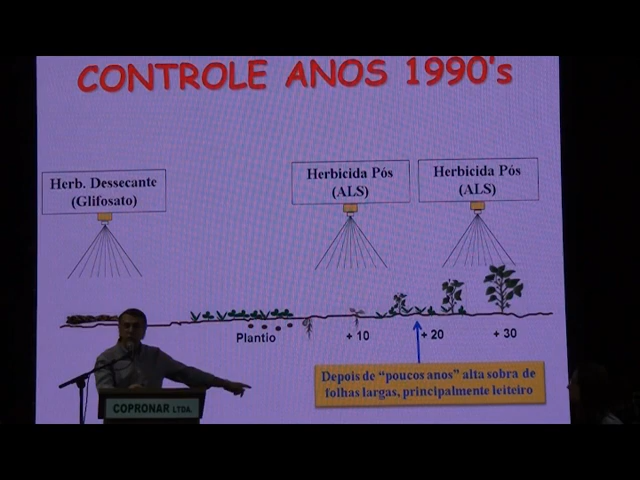 CONTROLE ANOS 1990's
Herb. Dessecante
(Glifosato)
Herbicida Pós
(ALS)
Herbicida Pós
(ALS)
Plantio
+ 10
+ 20
+ 30
Depois de “poucos anos” alta sobra de
folhas largas, principalmente leiteiro
COPRONAR LTDA.